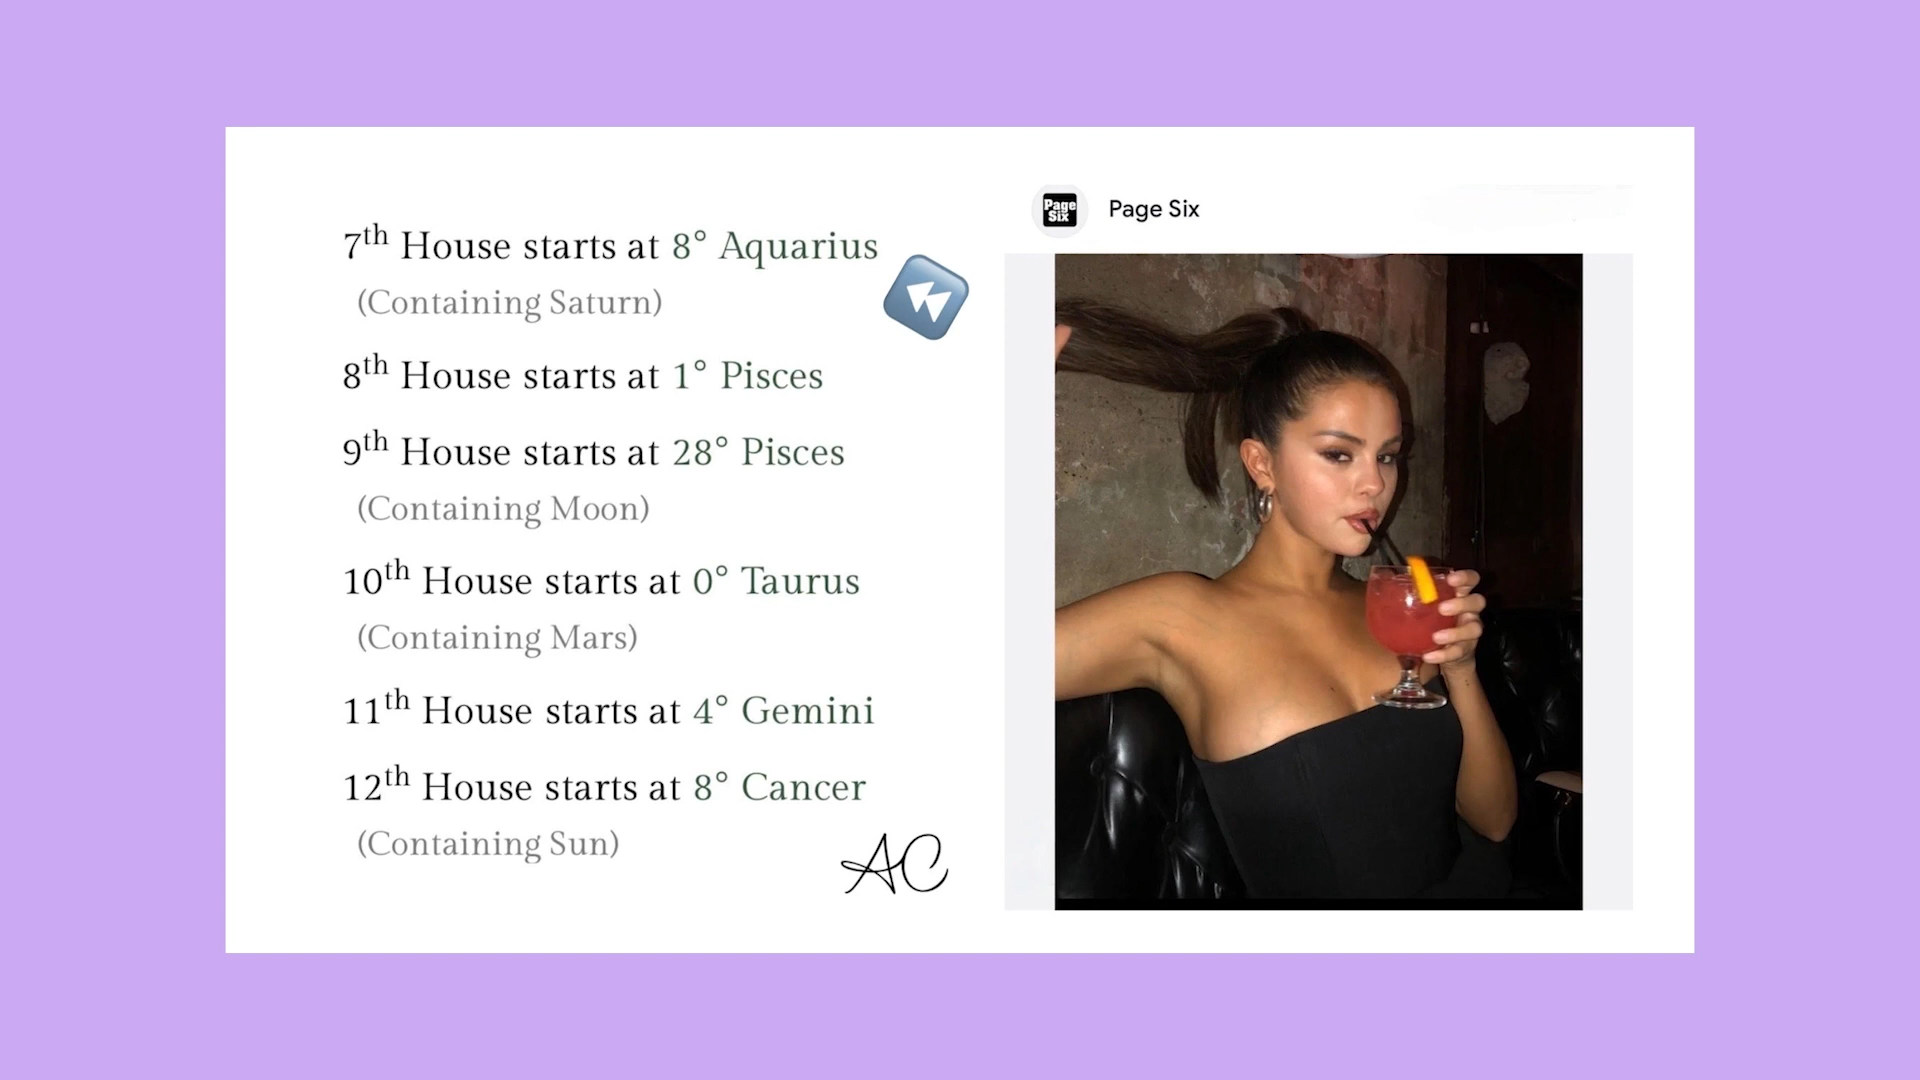 7th House starts at 8° Aquarius
(Containing Saturn)
8th House starts at 1° Pisces
9th House starts at 28° Pisces
(Containing Moon)
10th House starts at 0° Taurus
(Containing Mars)
11th House starts at 4° Gemini
12th House starts at 8° Cancer
(Containing Sun)
AC
Page
Six
Page Six